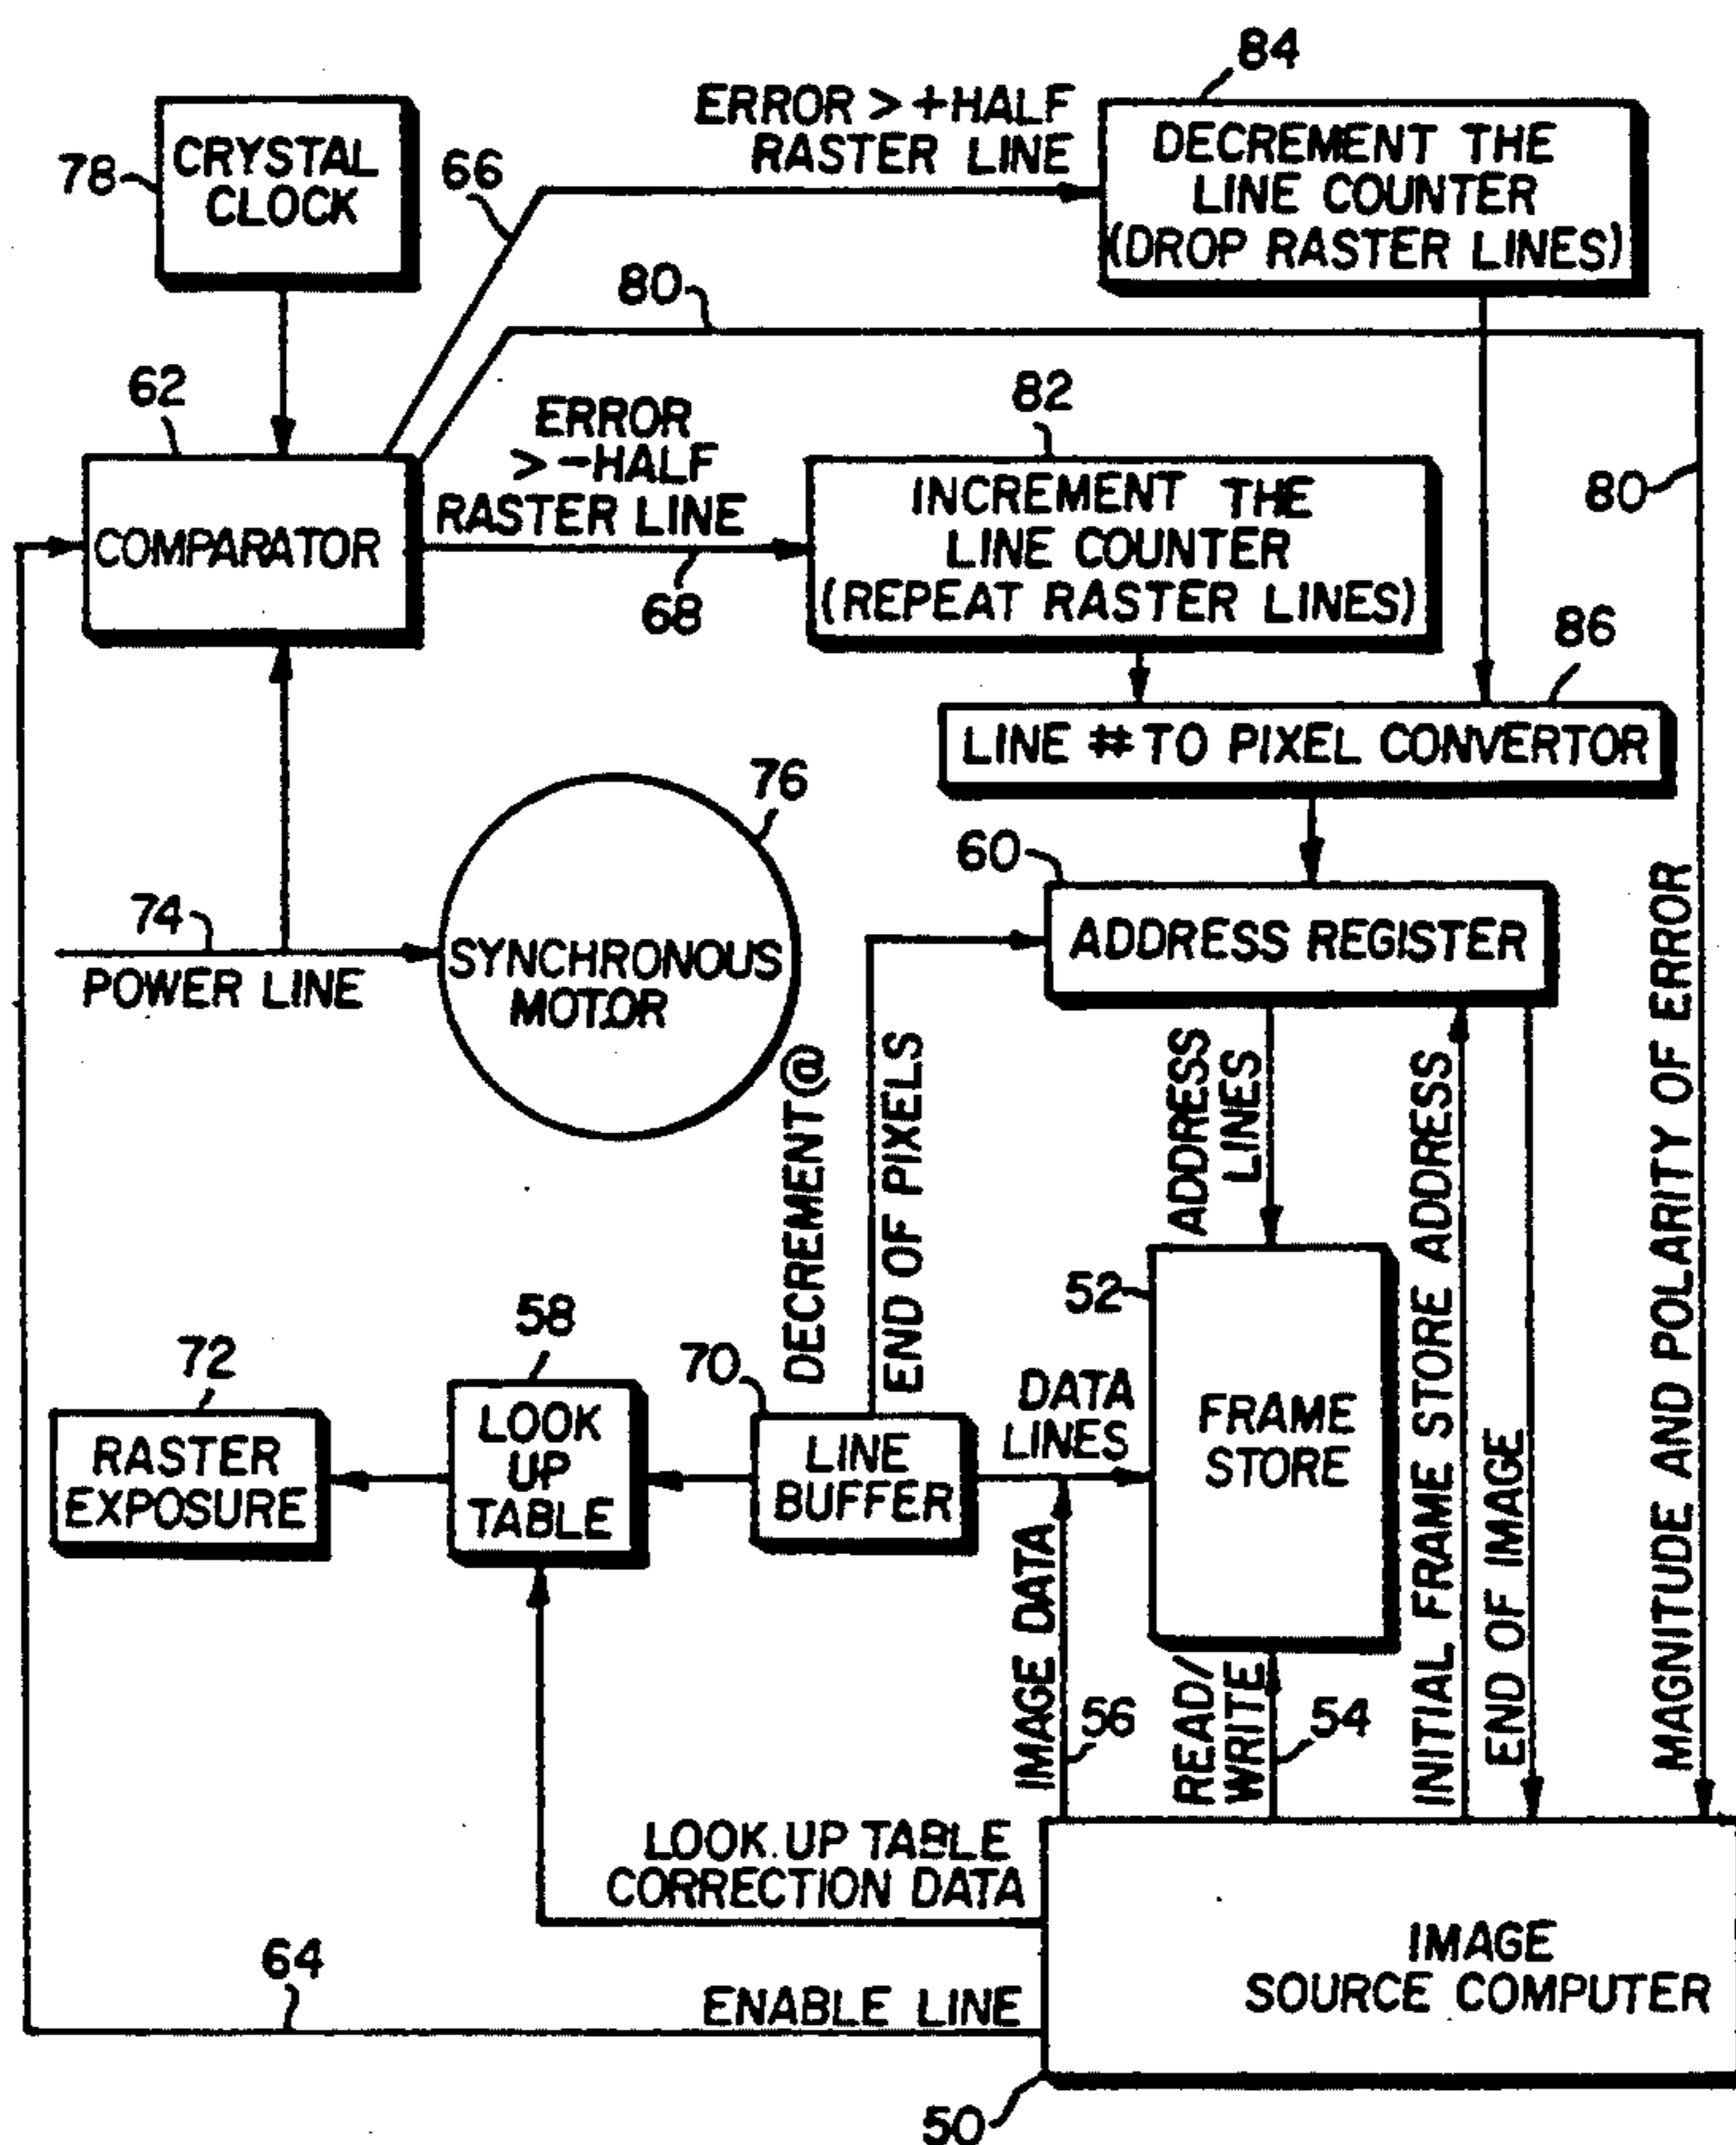 84
ERROR > +HALF
RASTER LINE
DECREMENT THE
LINE COUNTER
(DROP RASTER LINES)
78
CRYSTAL
CLOCK
66
80
62
ERROR
> -HALF
RASTER LINE
82
INCREMENT THE
LINE COUNTER
(REPEAT RASTER LINES)
80
COMPARATOR
68
86
LINE # TO PIXEL CONVERTOR
76
60
ADDRESS REGISTER
74
POWER LINE
SYNCHRONOUS
MOTOR
DECREMENT @
END OF PIXELS
ADDRESS
LINES
INITIAL FRAME STORE ADDRESS
END OF IMAGE
MAGNITUDE AND POLARITY OF ERROR
52
FRAME
STORE
72
RASTER
EXPOSURE
58
LOOK
UP
TABLE
70
LINE
BUFFER
DATA
LINES
IMAGE DATA
56
READ/
WRITE
54
LOOK.UP TABLE
CORRECTION DATA
64
ENABLE LINE
IMAGE
SOURCE COMPUTER
50